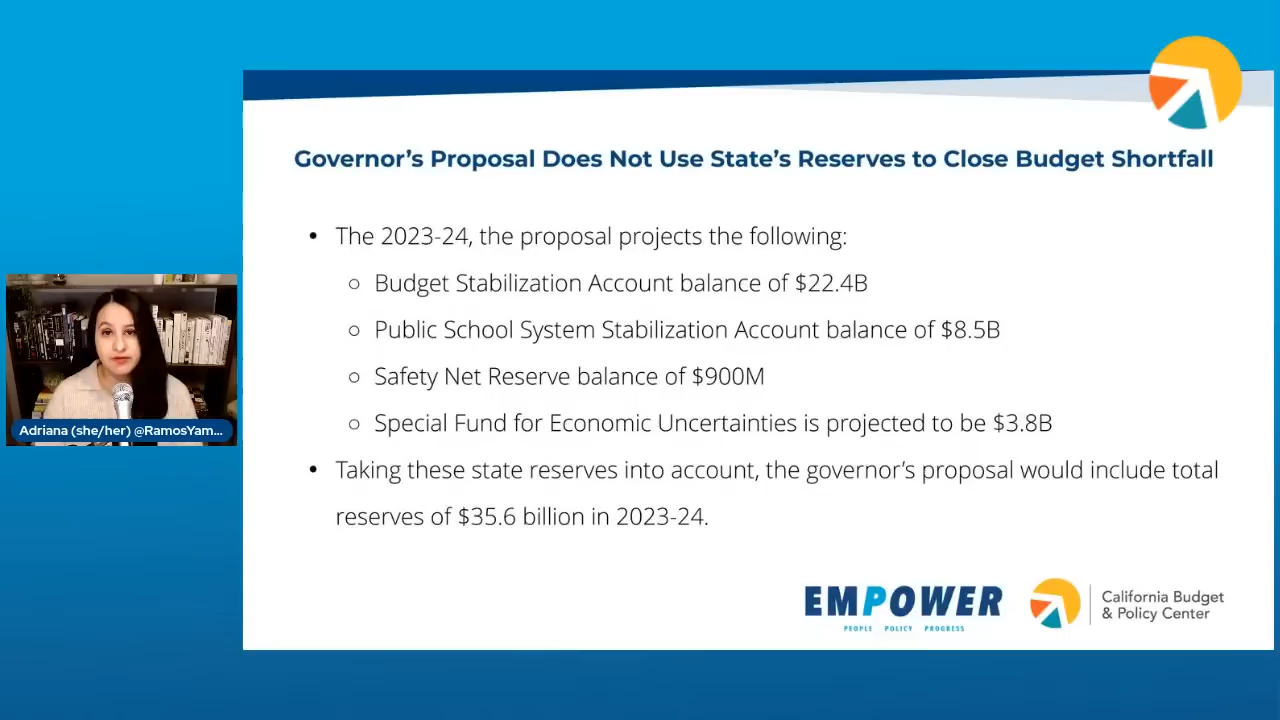 Governor's Proposal Does Not Use State's Reserves to Close Budget Shortfall
• The 2023-24, the proposal projects the following:
○ Budget Stabilization Account balance of $22.4B
○ Public School System Stabilization Account balance of $8.5B
○ Safety Net Reserve balance of $900M
○ Special Fund for Economic Uncertainties is projected to be $3.8B
• Taking these state reserves into account, the governor's proposal would include total
reserves of $35.6 billion in 2023-24.
Adriana (she/her) @RamosYam...
EMPOWER
PEOPLE POLICY PROGRESS
California Budget
& Policy Center